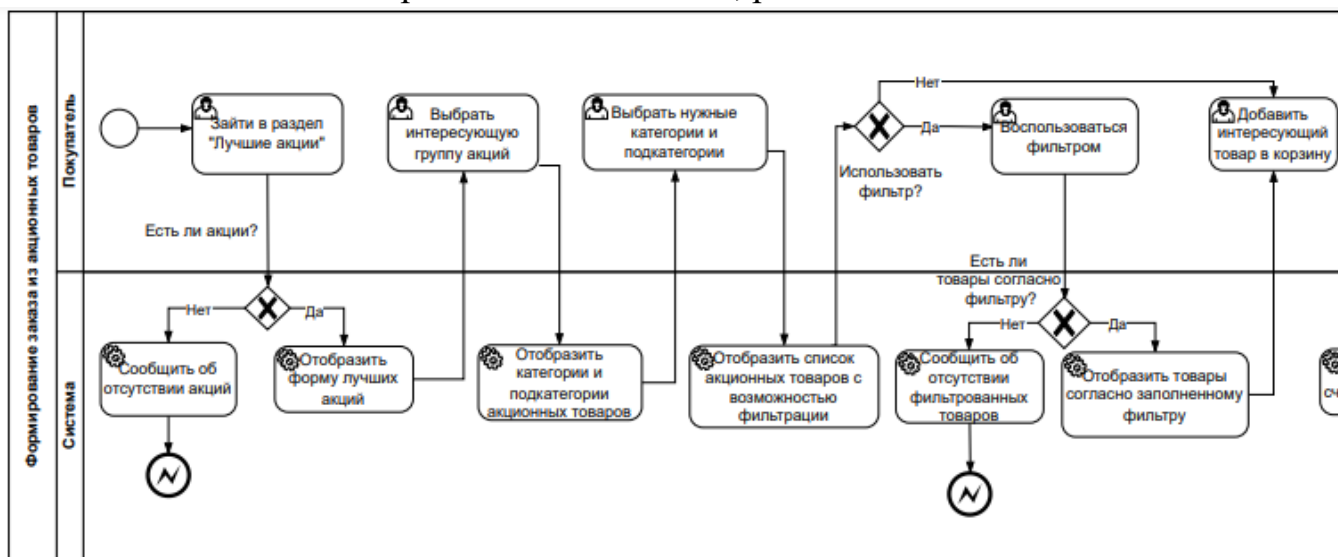 Формирование заказа из акционных товаров
Покупатель
Зайти в раздел
"Лучшие акции"
Выбрать
интересующую
группу акций
Выбрать нужные
категории и
подкатегории
Нет
Да
Использовать
фильтр?
Воспользоваться
фильтром
Добавить
интересующий
товар в корзину
Есть ли акции?
Есть ли
товары согласно
фильтру?
Система
Нет
Да
Сообщить об
отсутствии акций
Отобразить
форму лучших
акций
Отобразить
категории и
подкатегории
акционных товаров
Отобразить список
акционных товаров с
возможностью
фильтрации
Нет
Да
Сообщить об
отсутствии
фильтрованных
товаров
Отобразить товары
согласно заполненному
фильтру
сч